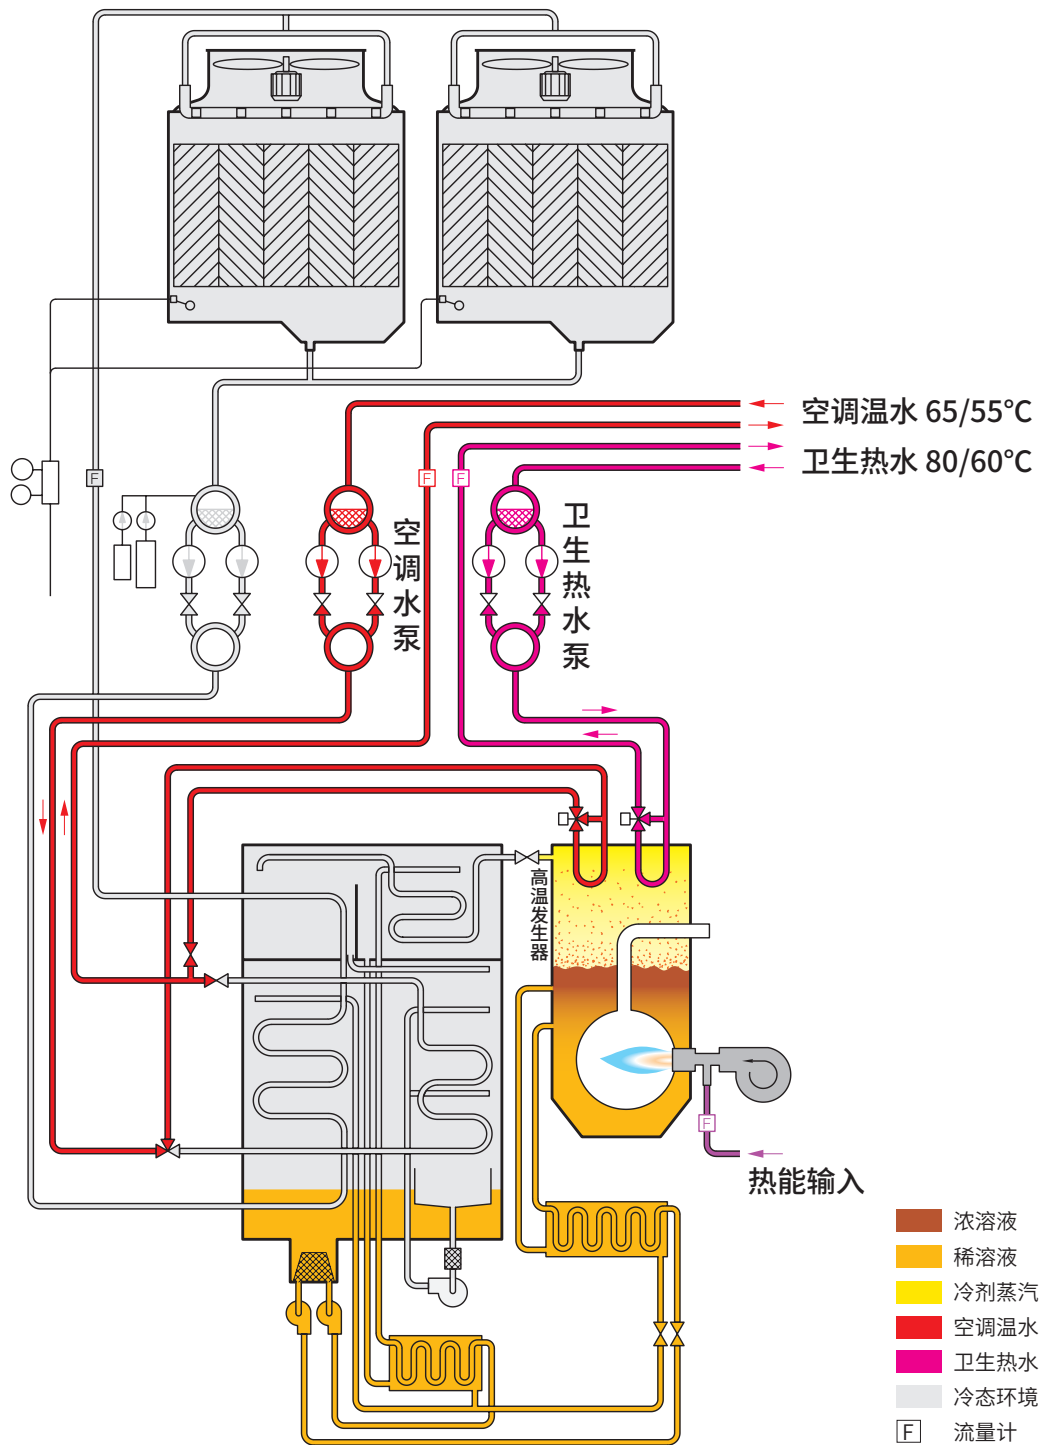 空调温水 65/55℃
卫生热水 80/60℃
F
F
F
空调水泵
卫生热水泵
高温发生器
F
热能输入
浓溶液
稀溶液
冷剂蒸汽
空调温水
卫生热水
冷态环境
F 流量计